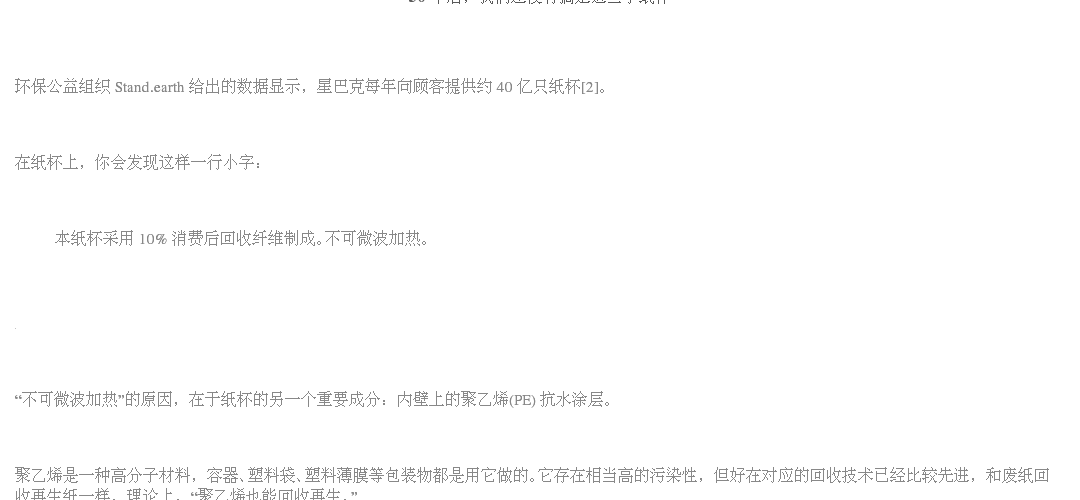 环保公益组织 Stand.earth 给出的数据显示，星巴克每年向顾客提供约 40 亿只纸杯[2]。
在纸杯上，你会发现这样一行小字：
本纸杯采用 10% 消费后回收纤维制成。不可微波加热。
“不可微波加热”的原因，在于纸杯的另一个重要成分：内壁上的聚乙烯(PE) 抗水涂层。
聚乙烯是一种高分子材料，容器、塑料袋、塑料薄膜等包装物都是用它做的。它存在相当高的污染性，但好在对应的回收技术已经比较先进，和废纸回
收再生纸一样，理论上，“聚乙烯也能回收再生。”